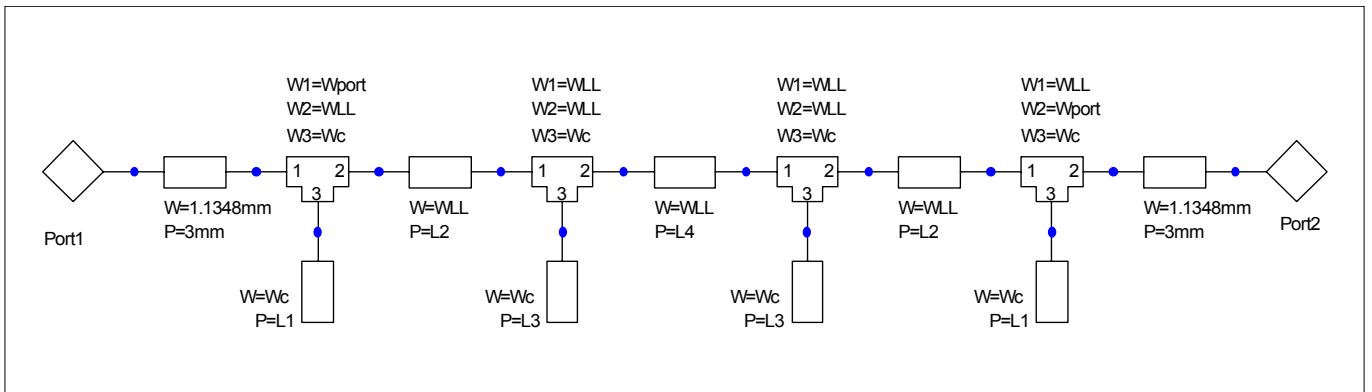 W1=Wport
W2=WLL
W3=Wc
W1=WLL
W2=WLL
W3=Wc
W1=WLL
W2=WLL
W3=Wc
W1=WLL
W2=Wport
W3=Wc
1 2
3
1 2
3
1 2
3
1 2
3
Port1
W=1.1348mm
P=3mm
W=WLL
P=L2
W=WLL
P=L4
W=WLL
P=L2
W=1.1348mm
P=3mm
Port2
W=Wc
P=L1
W=Wc
P=L3
W=Wc
P=L3
W=Wc
P=L1